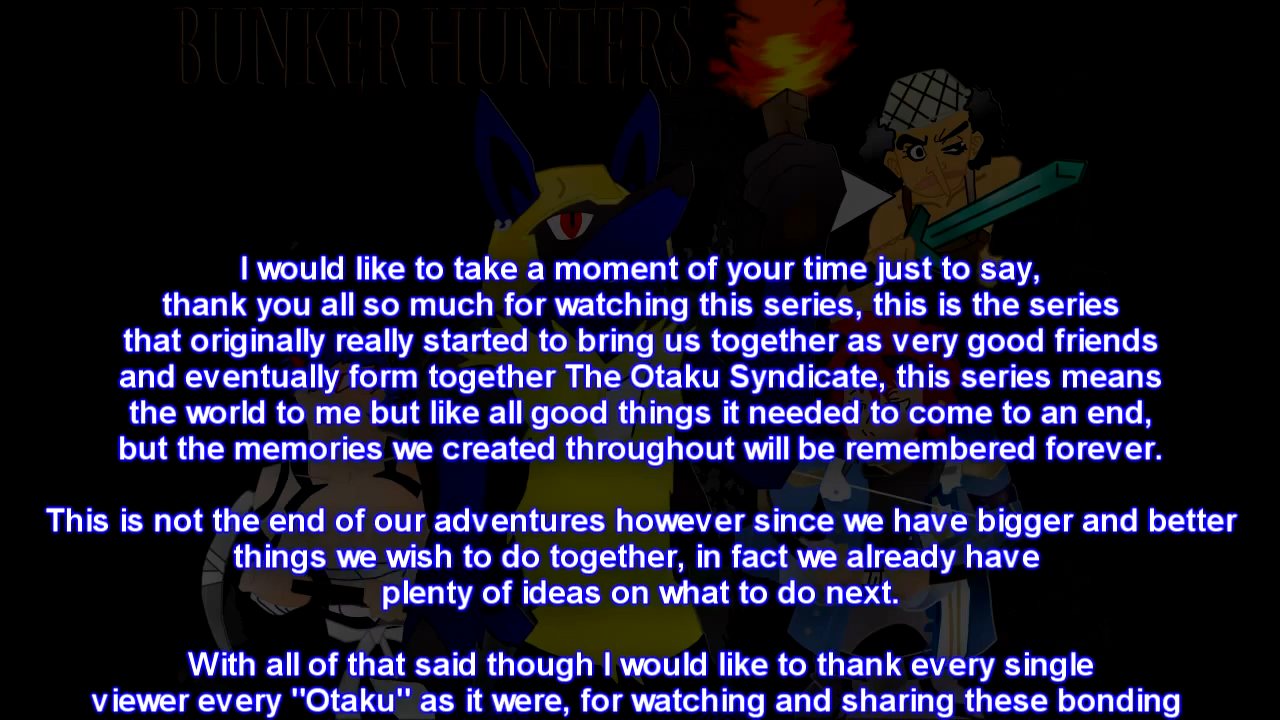 BUNKER HUNTERS
I would like to take a moment of your time just to say,
thank you all so much for watching this series, this is the series
that originally really started to bring us together as very good friends
and eventually form together The Otaku Syndicate, this series means
the world to me but like all good things it needed to come to an end,
but the memories we created throughout will be remembered forever.
This is not the end of our adventures however since we have bigger and better
things we wish to do together, in fact we already have
plenty of ideas on what to do next.
With all of that said though I would like to thank every single
viewer every "Otaku" as it were, for watching and sharing these bonding